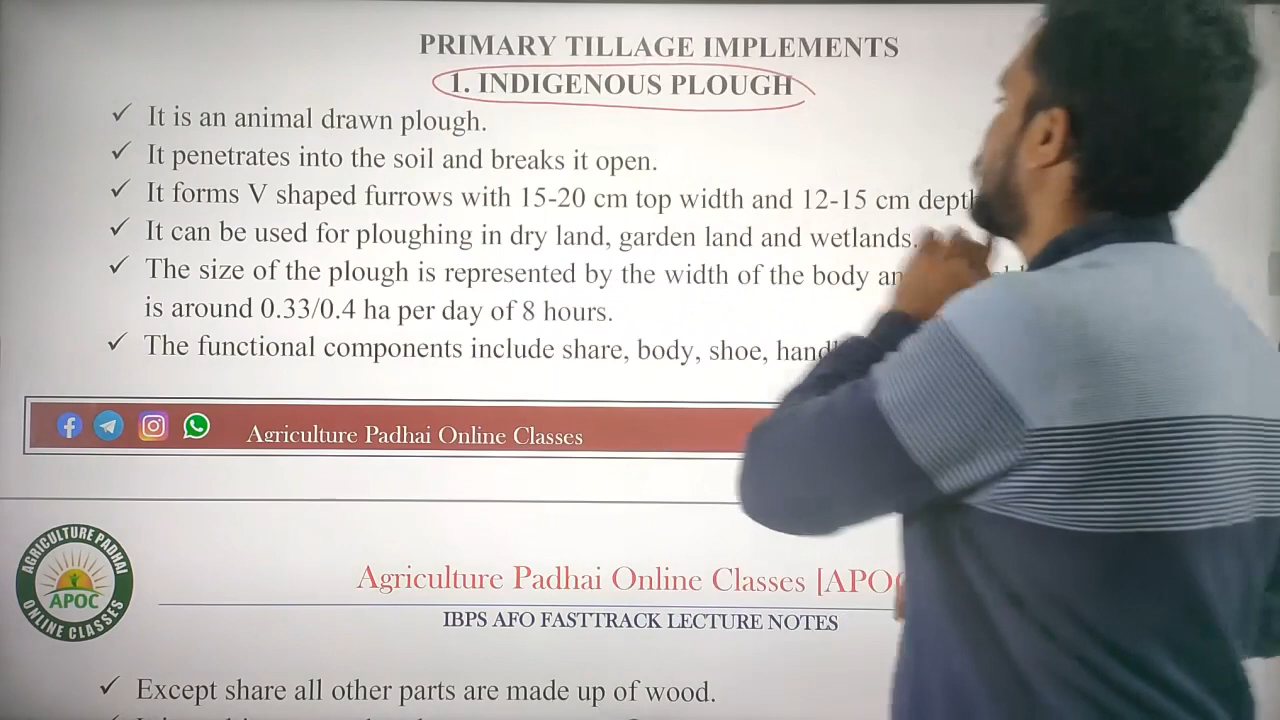 PRIMARY TILLAGE IMPLEMENTS
1. INDIGENOUS PLOUGH
✓ It is an animal drawn plough.
✓ It penetrates into the soil and breaks it open.
✓ It forms V shaped furrows with 15-20 cm top width and 12-15 cm
✓ It can be used for ploughing in dry land, garden land and wetlands.
✓ The size of the plough is represented by the width of the body
is around 0.33/0.4 ha per day of 8 hours.
✓ The functional components include share, body, shoe,
Agriculture Padhai Online Classes
AGRICULTURE PADHAI
APOC
ONLINE CLASSES
Agriculture Padhai Online Classes
IBPS AFO FASTTRACK LECTURE NOTES
✓ Except share all other parts are made up of wood.